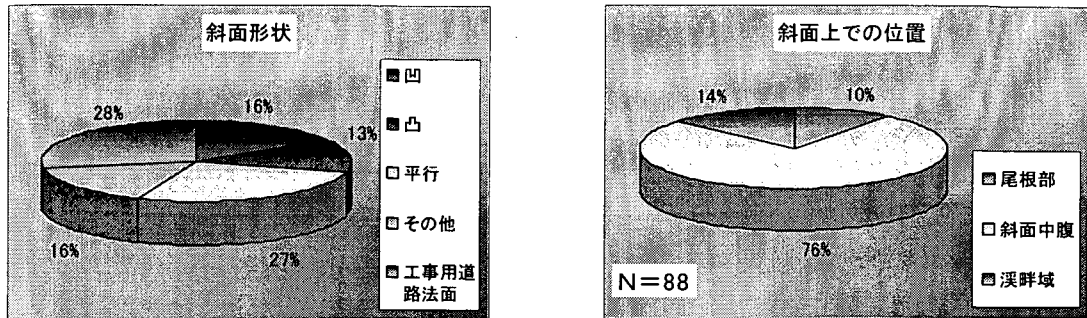 斜面形状
28%
16%
13%
16%
27%
凹
凸
平行
その他
工事用道
路法面
斜面上での位置
14%
10%
76%
N=88
尾根部
斜面中腹
渓畔域